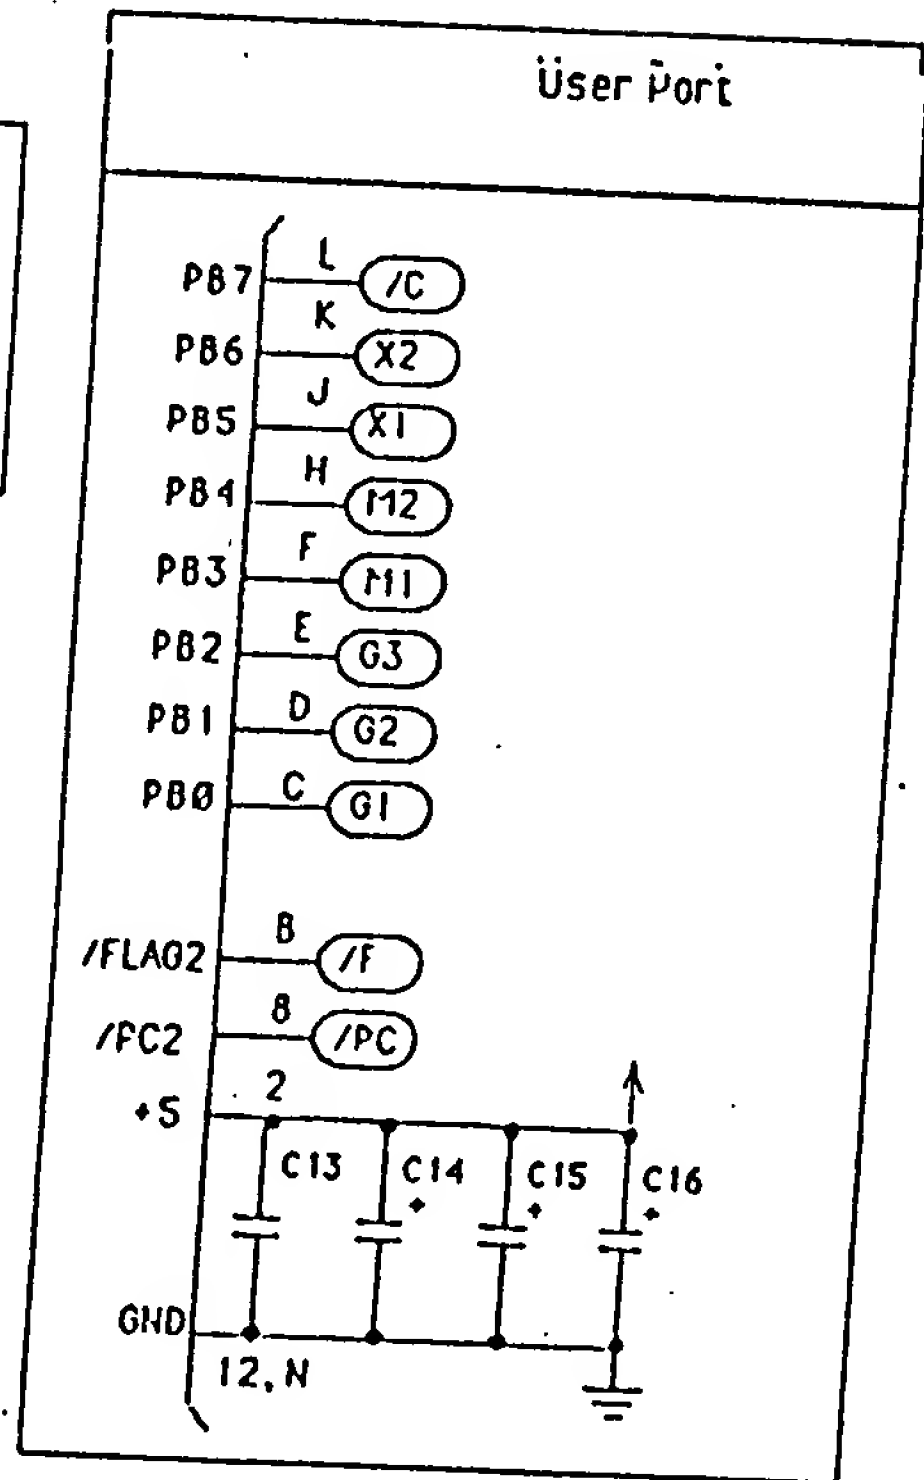 User Port
L
PB7 /C
K
PB6 X2
J
PB5 X1
H
PB4 M2
F
PB3 M1
E
PB2 G3
D
PB1 G2
C
PB0 G1
B
/FLAG2 /F
8
/PC2 /PC
2
+5
C13 C14 C15 C16
+ + +
GND
12, N